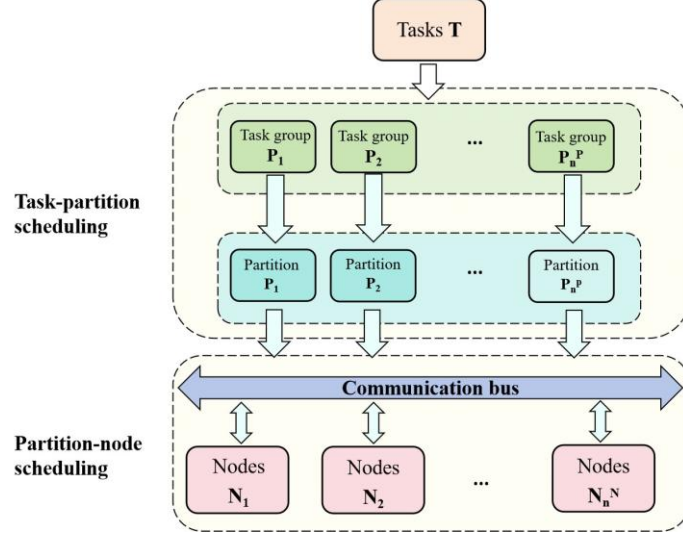 Tasks T
Task group
P₁
Task group
P₂
...
Task group
Pₙᴾ
Task-partition
scheduling
Partition
P₁
Partition
P₂
...
Partition
Pₙᵖ
Communication bus
Partition-node
scheduling
Nodes
N₁
Nodes
N₂
...
Nodes
Nₙᴺ